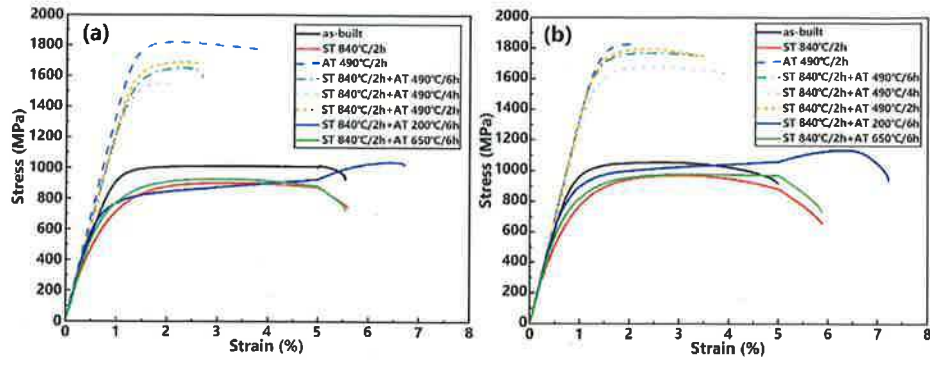 (a)
as-built
ST 840℃/2h
AT 490℃/2h
ST 840℃/2h+AT 490℃/6h
ST 840℃/2h+AT 490℃/4h
ST 840℃/2h+AT 490℃/2h
ST 840℃/2h+AT 200℃/6h
ST 840℃/2h+AT 650℃/6h
2000
1800
1600
1400
1200
1000
800
600
400
200
0
Stress (MPa)
0 1 2 3 4 5 6 7 8
Strain (%)
(b)
as-built
ST 840℃/2h
AT 490℃/2h
ST 840℃/2h+AT 490℃/6h
ST 840℃/2h+AT 490℃/4h
ST 840℃/2h+AT 490℃/2h
ST 840℃/2h+AT 200℃/6h
ST 840℃/2h+AT 650℃/6h
2000
1800
1600
1400
1200
1000
800
600
400
200
0
Stress (MPa)
0 1 2 3 4 5 6 7 8
Strain (%)